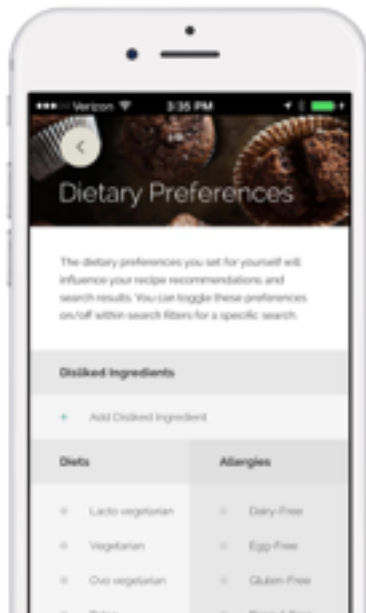 Verizon 3:35 PM
Dietary Preferences
The dietary preferences you set for yourself will
influence your recipe recommendations and
search results. You can toggle these preferences
on/off within search filters for a specific search.
Disliked Ingredients
+ Add Disliked Ingredient
Diets Allergies
Lacto vegetarian Dairy-Free
Vegetarian Egg-Free
Ovo vegetarian Gluten-Free